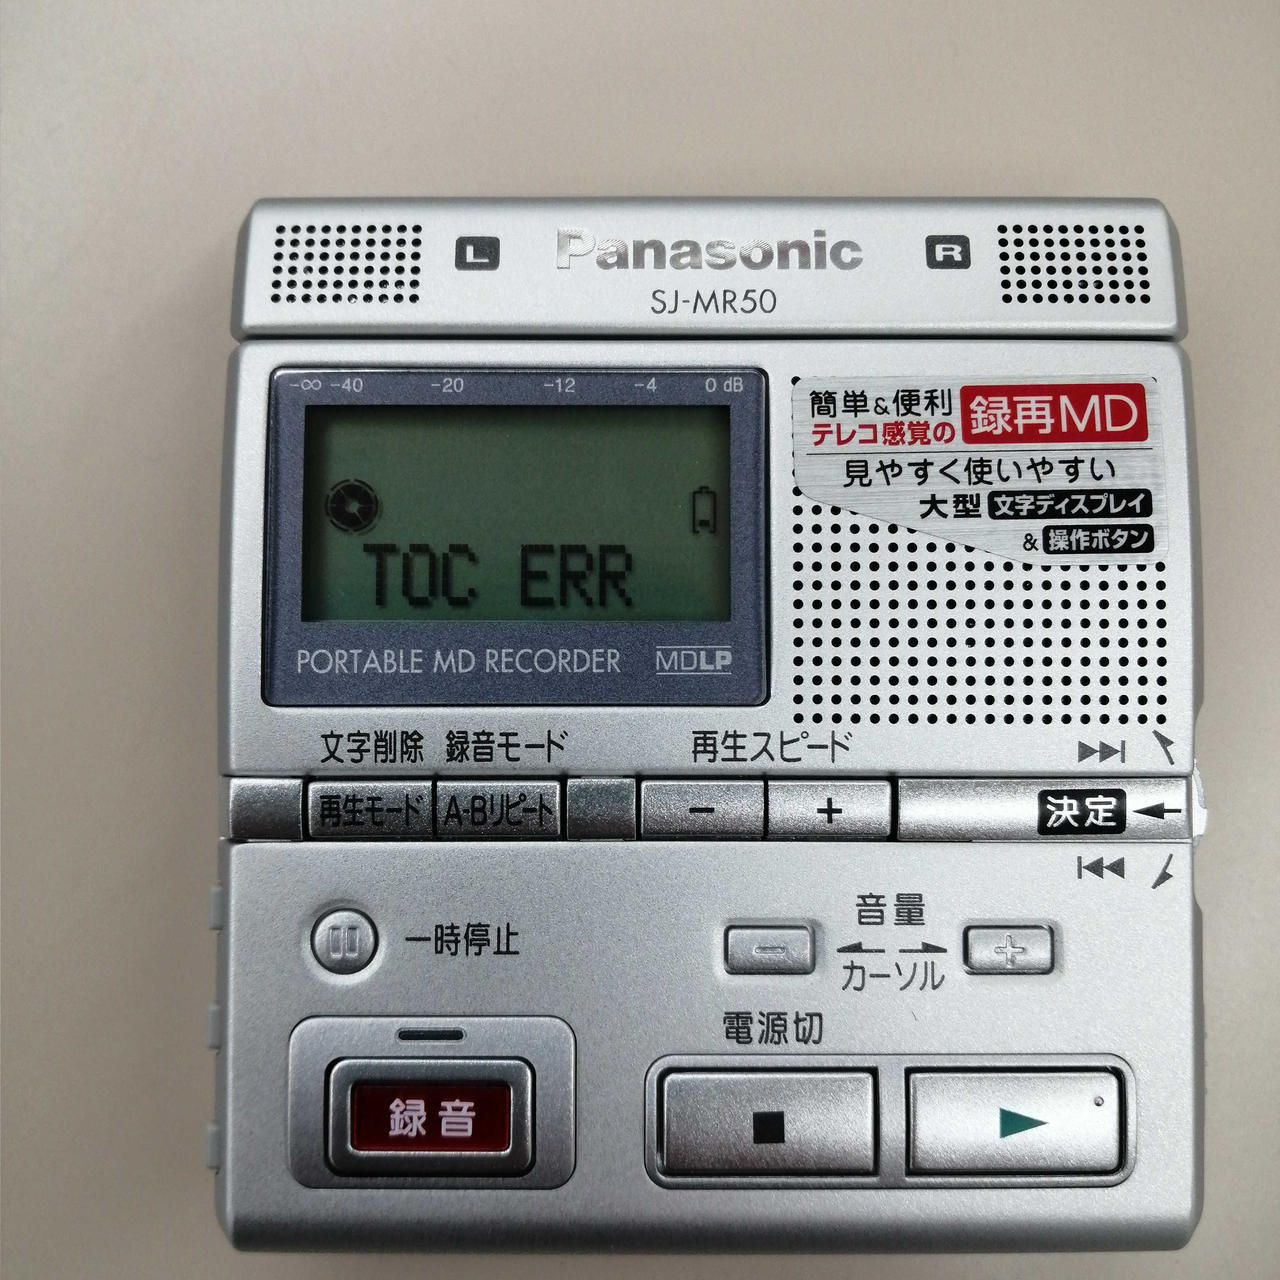 L Panasonic R
SJ-MR50
-∞ -40 -20 -12 -4 0 dB
TOC ERR
PORTABLE MD RECORDER MDLP
簡単&便利
テレコ感覚の
録再MD
見やすく使いやすい
大型 文字ディスプレイ
& 操作ボタン
文字削除 録音モード 再生スピード
再生モード A-Bリピート - + 決定
一時停止
音量
- +
カーソル
電源切
録音